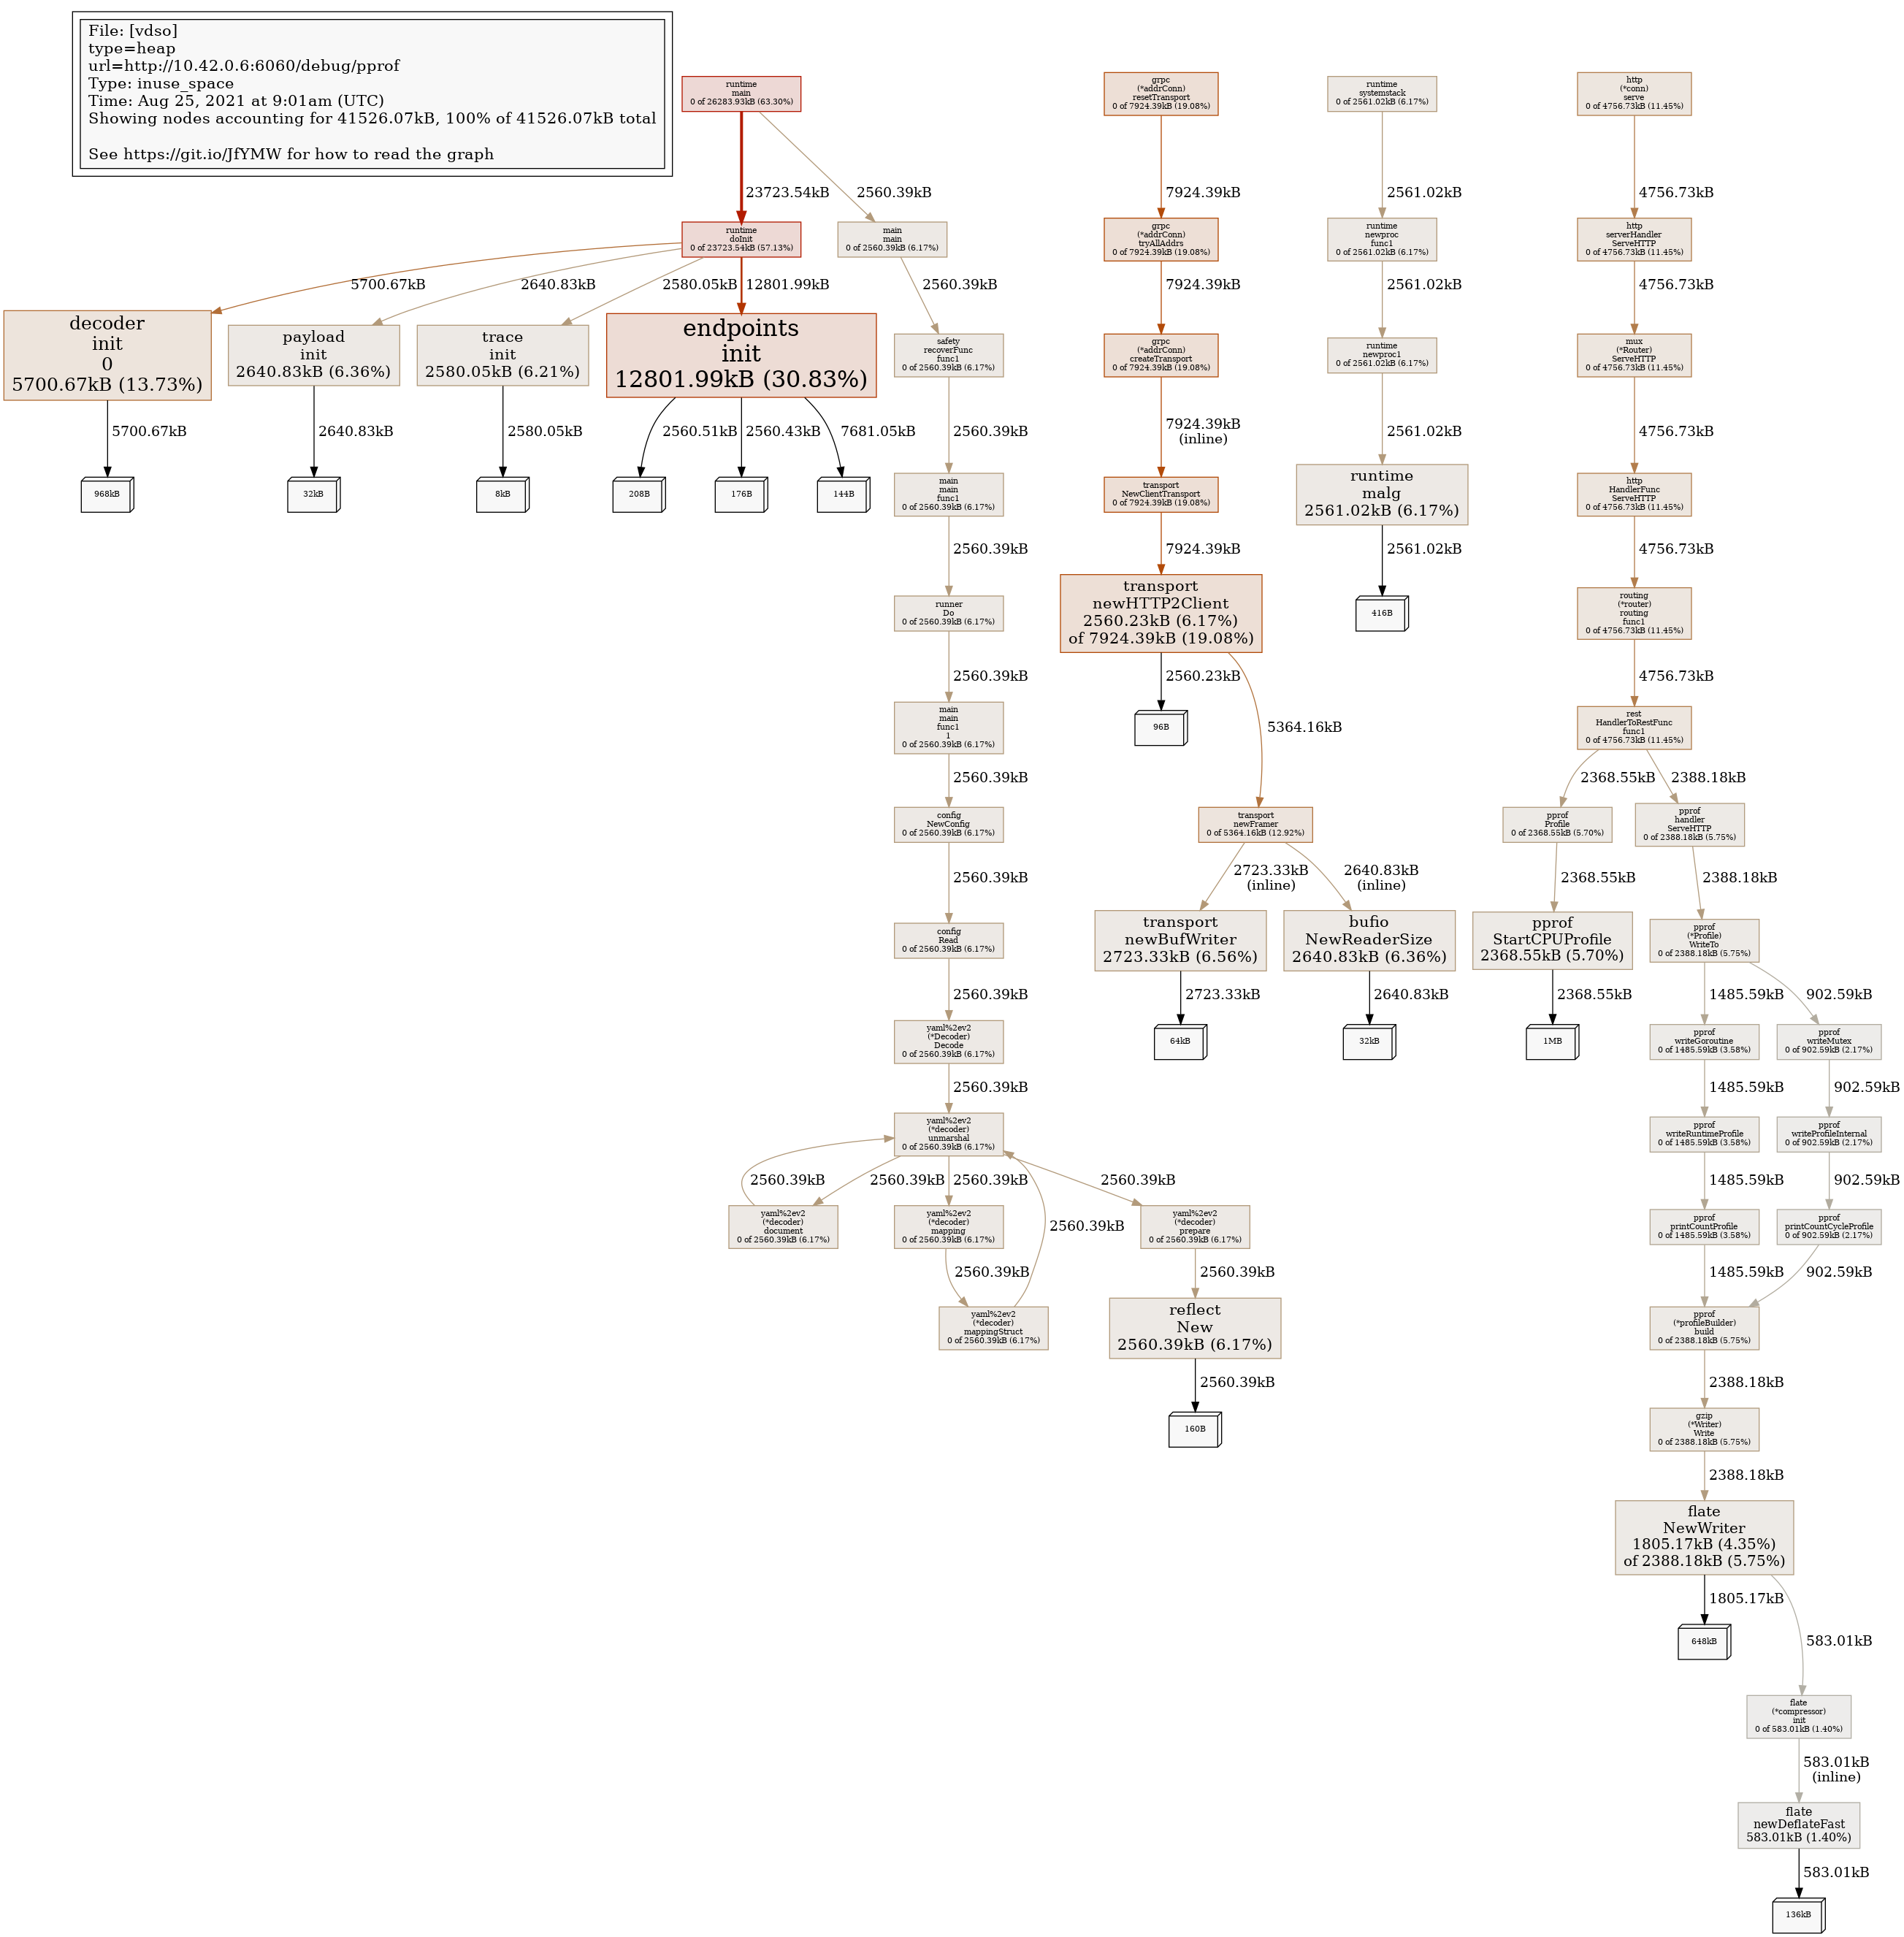 File: [vdso]
type=heap
url=http://10.42.0.6:6060/debug/pprof
Type: inuse_space
Time: Aug 25, 2021 at 9:01am (UTC)
Showing nodes accounting for 41526.07kB, 100% of 41526.07kB total
See https://git.io/JfYMW for how to read the graph
runtime
main
0 of 26283.93kB (63.30%)
23723.54kB
2560.39kB
runtime
doInit
0 of 23723.54kB (57.13%)
main
main
0 of 2560.39kB (6.17%)
5700.67kB
2640.83kB
2580.05kB
12801.99kB
2560.39kB
decoder
init
0
5700.67kB (13.73%)
payload
init
2640.83kB (6.36%)
trace
init
2580.05kB (6.21%)
endpoints
init
12801.99kB (30.83%)
5700.67kB
2640.83kB
2580.05kB
2560.51kB
2560.43kB
7681.05kB
968kB
32kB
8kB
208B
176B
144B
safety
recoverFunc
func1
0 of 2560.39kB (6.17%)
2560.39kB
main
main
func1
0 of 2560.39kB (6.17%)
2560.39kB
runner
Do
0 of 2560.39kB (6.17%)
2560.39kB
main
main
func1
1
0 of 2560.39kB (6.17%)
2560.39kB
config
NewConfig
0 of 2560.39kB (6.17%)
2560.39kB
config
Read
0 of 2560.39kB (6.17%)
2560.39kB
yaml%2ev2
(*Decoder)
Decode
0 of 2560.39kB (6.17%)
2560.39kB
yaml%2ev2
(*decoder)
unmarshal
0 of 2560.39kB (6.17%)
2560.39kB
2560.39kB
2560.39kB
2560.39kB
2560.39kB
yaml%2ev2
(*decoder)
document
0 of 2560.39kB (6.17%)
yaml%2ev2
(*decoder)
mapping
0 of 2560.39kB (6.17%)
yaml%2ev2
(*decoder)
prepare
0 of 2560.39kB (6.17%)
2560.39kB
2560.39kB
yaml%2ev2
(*decoder)
mappingStruct
0 of 2560.39kB (6.17%)
reflect
New
2560.39kB (6.17%)
2560.39kB
160B
grpc
(*addrConn)
resetTransport
0 of 7924.39kB (19.08%)
7924.39kB
grpc
(*addrConn)
tryAllAddrs
0 of 7924.39kB (19.08%)
7924.39kB
grpc
(*addrConn)
createTransport
0 of 7924.39kB (19.08%)
7924.39kB
(inline)
transport
NewClientTransport
0 of 7924.39kB (19.08%)
7924.39kB
transport
newHTTP2Client
2560.23kB (6.17%)
of 7924.39kB (19.08%)
2560.23kB
5364.16kB
96B
transport
newFramer
0 of 5364.16kB (12.92%)
2723.33kB
(inline)
2640.83kB
(inline)
transport
newBufWriter
2723.33kB (6.56%)
bufio
NewReaderSize
2640.83kB (6.36%)
2723.33kB
2640.83kB
64kB
32kB
runtime
systemstack
0 of 2561.02kB (6.17%)
2561.02kB
runtime
newproc
func1
0 of 2561.02kB (6.17%)
2561.02kB
runtime
newproc1
0 of 2561.02kB (6.17%)
2561.02kB
runtime
malg
2561.02kB (6.17%)
2561.02kB
416B
http
(*conn)
serve
0 of 4756.73kB (11.45%)
4756.73kB
http
serverHandler
ServeHTTP
0 of 4756.73kB (11.45%)
4756.73kB
mux
(*Router)
ServeHTTP
0 of 4756.73kB (11.45%)
4756.73kB
http
HandlerFunc
ServeHTTP
0 of 4756.73kB (11.45%)
4756.73kB
routing
(*router)
routing
func1
0 of 4756.73kB (11.45%)
4756.73kB
rest
HandlerToRestFunc
func1
0 of 4756.73kB (11.45%)
2368.55kB
2388.18kB
pprof
Profile
0 of 2368.55kB (5.70%)
pprof
handler
ServeHTTP
0 of 2388.18kB (5.75%)
2368.55kB
2388.18kB
pprof
StartCPUProfile
2368.55kB (5.70%)
pprof
(*Profile)
WriteTo
0 of 2388.18kB (5.75%)
2368.55kB
1485.59kB
902.59kB
1MB
pprof
writeGoroutine
0 of 1485.59kB (3.58%)
pprof
writeMutex
0 of 902.59kB (2.17%)
1485.59kB
902.59kB
pprof
writeRuntimeProfile
0 of 1485.59kB (3.58%)
pprof
writeProfileInternal
0 of 902.59kB (2.17%)
1485.59kB
902.59kB
pprof
printCountProfile
0 of 1485.59kB (3.58%)
pprof
printCountCycleProfile
0 of 902.59kB (2.17%)
1485.59kB
902.59kB
pprof
(*profileBuilder)
build
0 of 2388.18kB (5.75%)
2388.18kB
gzip
(*Writer)
Write
0 of 2388.18kB (5.75%)
2388.18kB
flate
NewWriter
1805.17kB (4.35%)
of 2388.18kB (5.75%)
1805.17kB
583.01kB
648kB
flate
(*compressor)
init
0 of 583.01kB (1.40%)
583.01kB
(inline)
flate
newDeflateFast
583.01kB (1.40%)
583.01kB
136kB